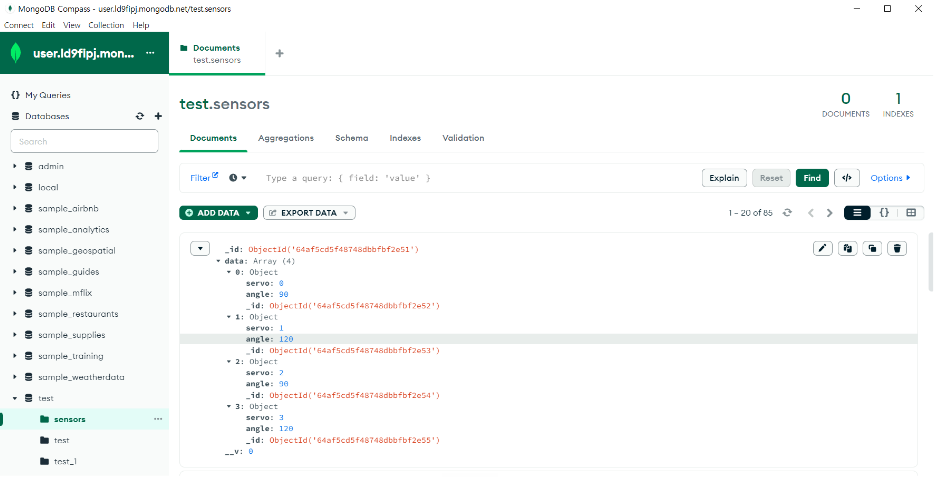 MongoDB Compass - user.ld9fipj.mongodb.net/test.sensors
Connect Edit View Collection Help
user.ld9fipj.mon... ...
Documents
test.sensors
My Queries
Databases
Search
admin
local
sample_airbnb
sample_analytics
sample_geospatial
sample_guides
sample_mflix
sample_restaurants
sample_supplies
sample_training
sample_weatherdata
test
sensors
test
test_1
test.sensors
0
DOCUMENTS
1
INDEXES
Documents Aggregations Schema Indexes Validation
Filter Type a query: { field: 'value' } Explain Reset Find </> Options
ADD DATA EXPORT DATA 1 – 20 of 85 {}
_id: ObjectId('64af5cd5f48748dbbfbf2e51')
data: Array (4)
0: Object
servo: 0
angle: 90
_id: ObjectId('64af5cd5f48748dbbfbf2e52')
1: Object
servo: 1
angle: 120
_id: ObjectId('64af5cd5f48748dbbfbf2e53')
2: Object
servo: 2
angle: 90
_id: ObjectId('64af5cd5f48748dbbfbf2e54')
3: Object
servo: 3
angle: 120
_id: ObjectId('64af5cd5f48748dbbfbf2e55')
__v: 0